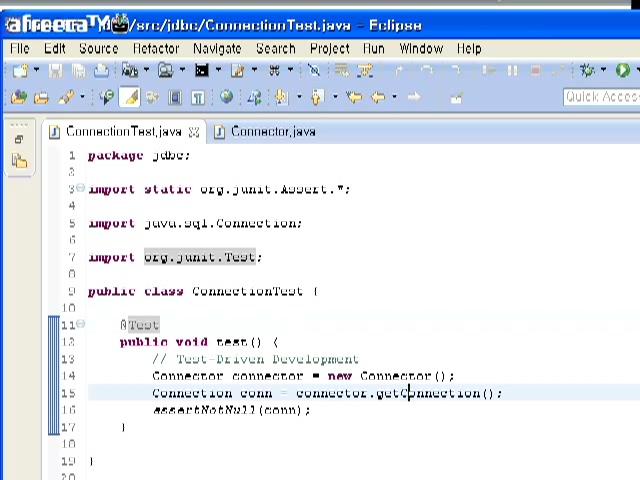 afreecaTV
/src/jdbc/ConnectionTest.java - Eclipse
File Edit Source Refactor Navigate Search Project Run Window Help
Quick Access
ConnectionTest.java Connector.java
1 package jdbc;
2
3 import static org.junit.Assert.*;
4
5 import java.sql.Connection;
6
7 import org.junit.Test;
8
9 public class ConnectionTest {
10
11 @Test
12 public void test() {
13 // Test-Driven Development
14 Connector connector = new Connector();
15 Connection conn = connector.getConnection();
16 assertNotNull(conn);
17 }
18
19 }
20